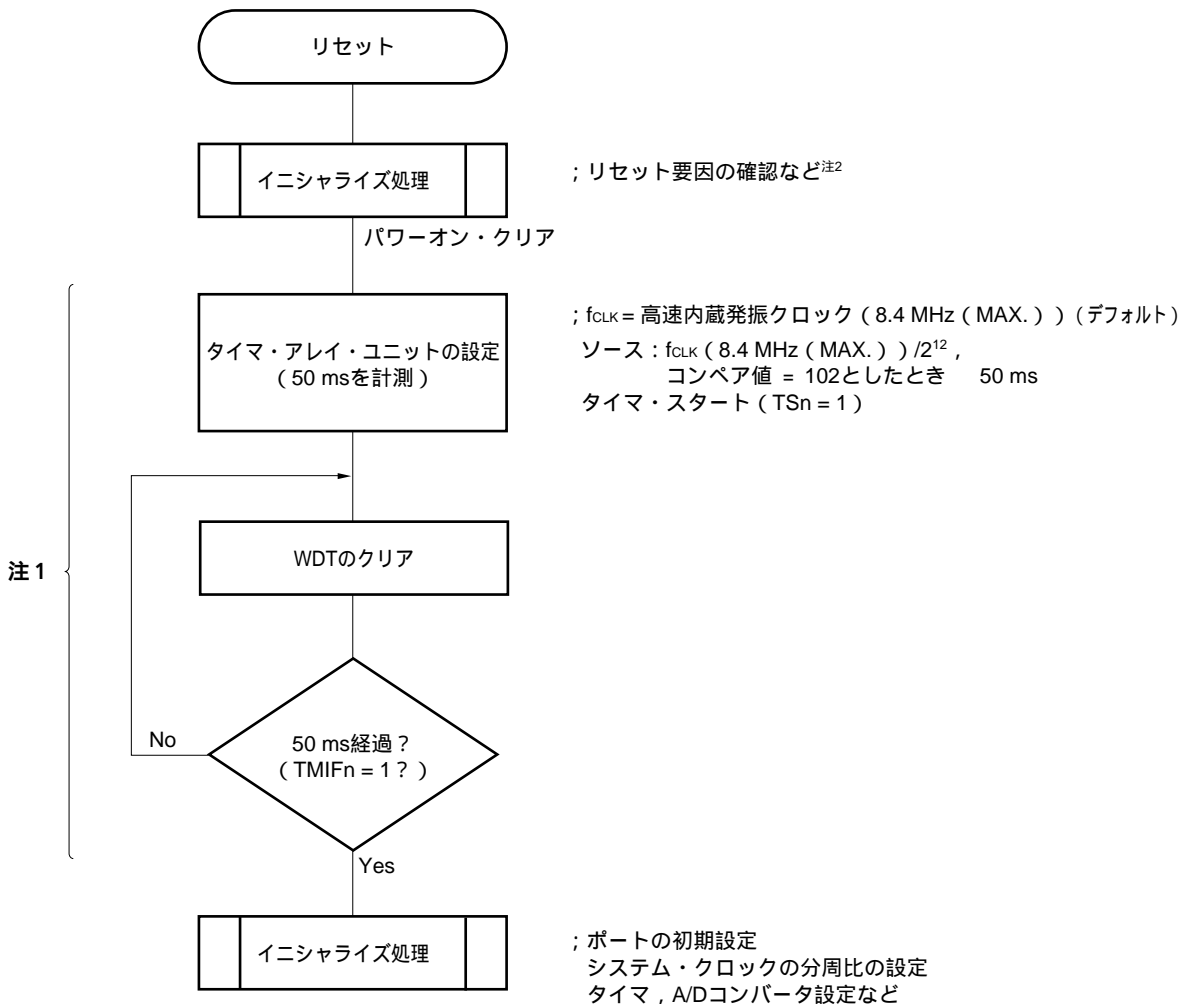 リセット
イニシャライズ処理
；リセット要因の確認など注2
パワーオン・クリア
タイマ・アレイ・ユニットの設定
（50 msを計測）
；fCLK = 高速内蔵発振クロック（8.4 MHz（MAX.））(デフォルト)
ソース：fCLK（8.4 MHz（MAX.））/2¹²，
コンペア値 = 102としたとき　50 ms
タイマ・スタート（TSn = 1）
注1
WDTのクリア
No
50 ms経過？
（TMIFn = 1？）
Yes
イニシャライズ処理
；ポートの初期設定
システム・クロックの分周比の設定
タイマ，A/Dコンバータ設定など